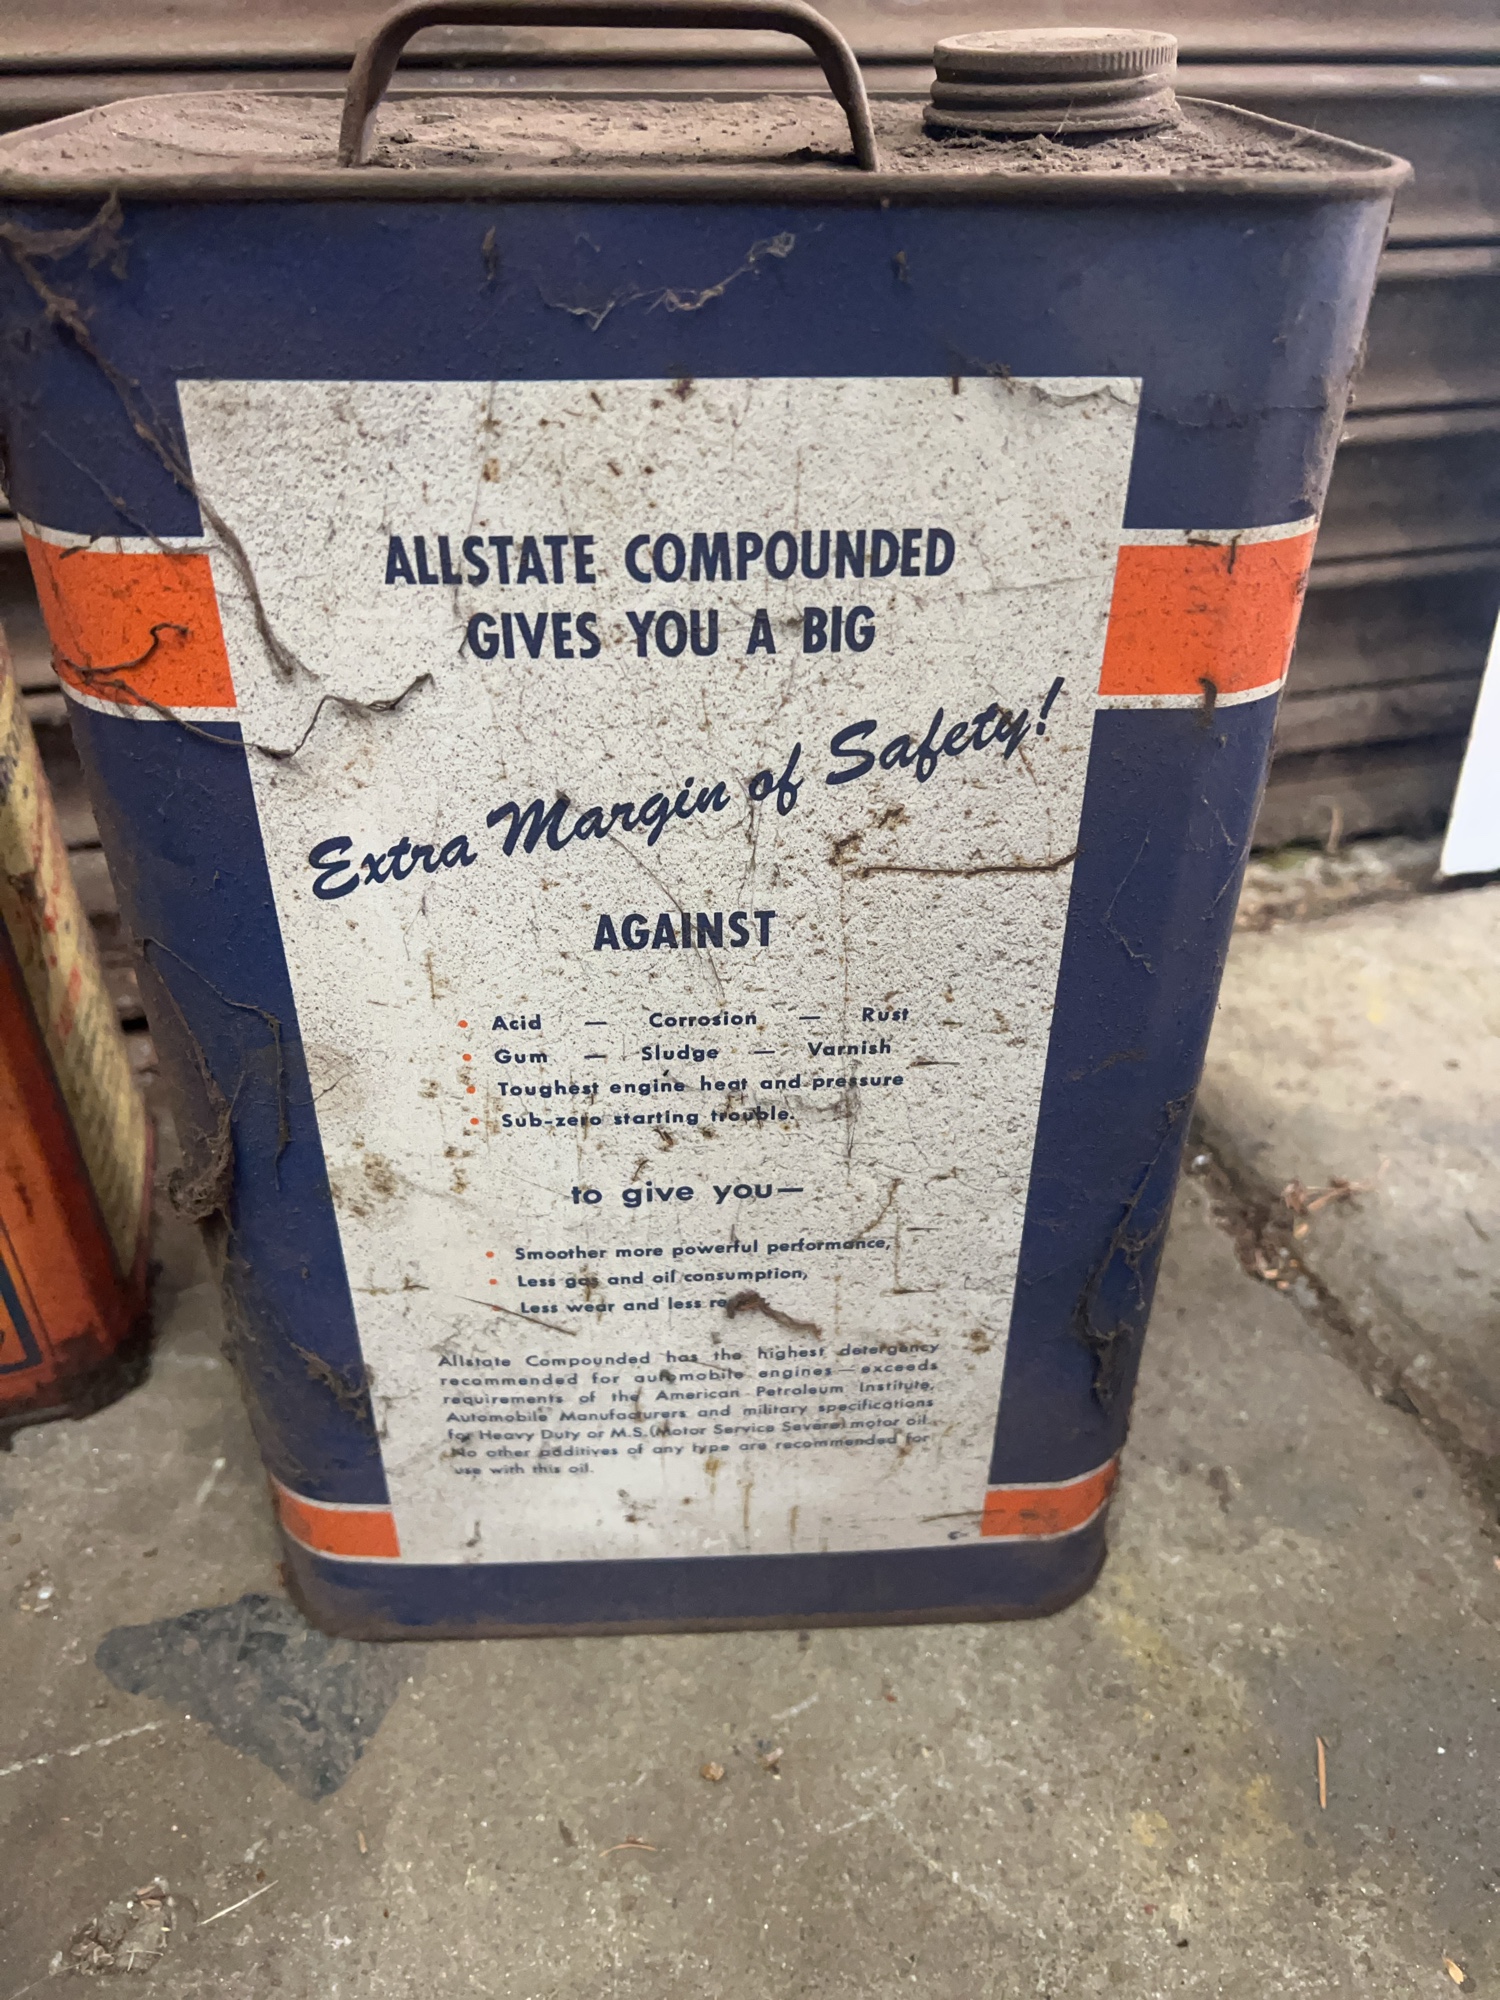 ALLSTATE COMPOUNDED
GIVES YOU A BIG
Extra Margin of Safety!
AGAINST
• Acid — Corrosion — Rust
• Gum — Sludge — Varnish
• Toughest engine heat and pressure
• Sub-zero starting trouble.
to give you—
• Smoother more powerful performance,
• Less gas and oil consumption,
Less wear and less
Allstate Compounded has the highest detergency
recommended for automobile engines—exceeds
requirements of the American Petroleum Institute,
Automobile Manufacturers and military specifications
for Heavy Duty or M.S. (Motor Service Severe) motor oil.
No other additives of any type are recommended for
use with this oil.